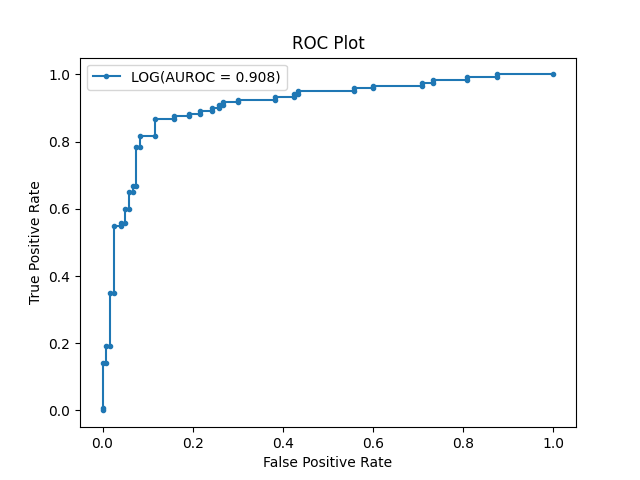 ROC Plot
LOG(AUROC = 0.908)
1.0
0.8
0.6
0.4
0.2
0.0
True Positive Rate
0.0 0.2 0.4 0.6 0.8 1.0
False Positive Rate